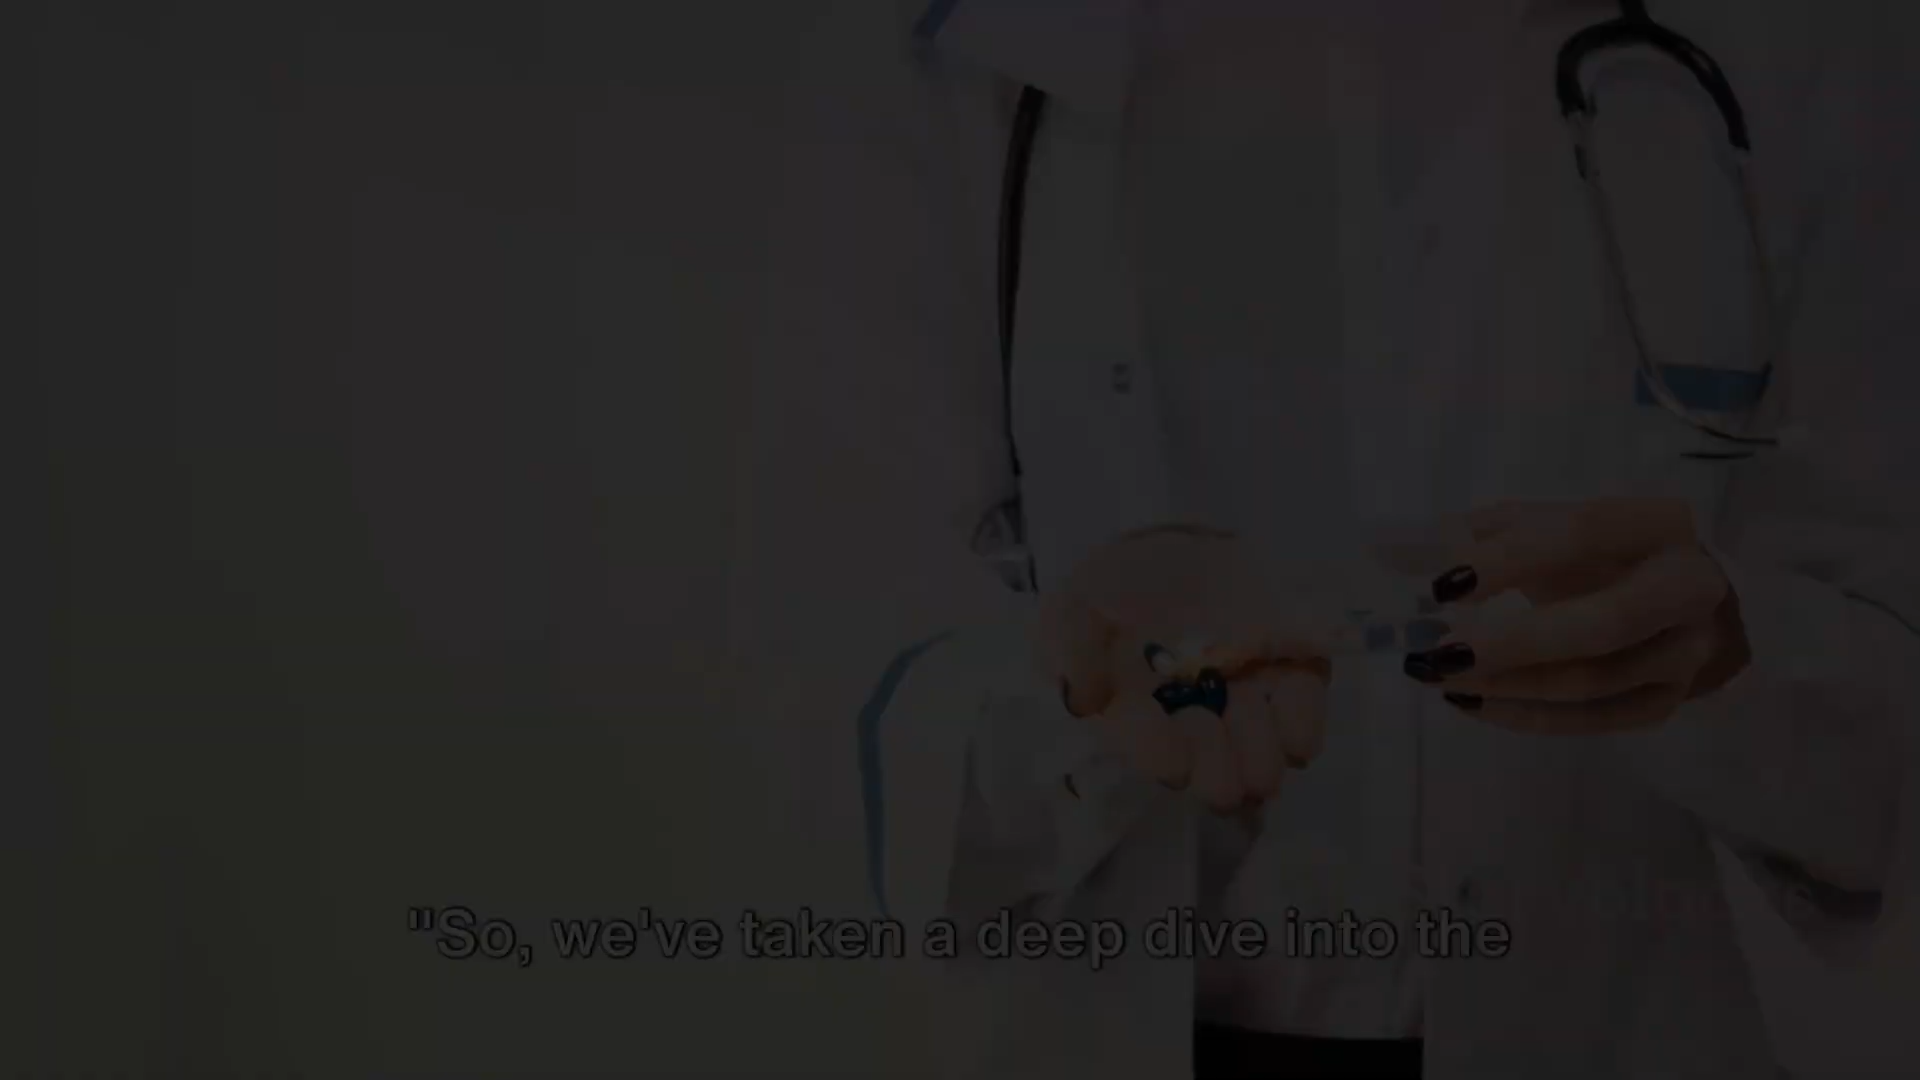 "So, we've taken a deep dive into the